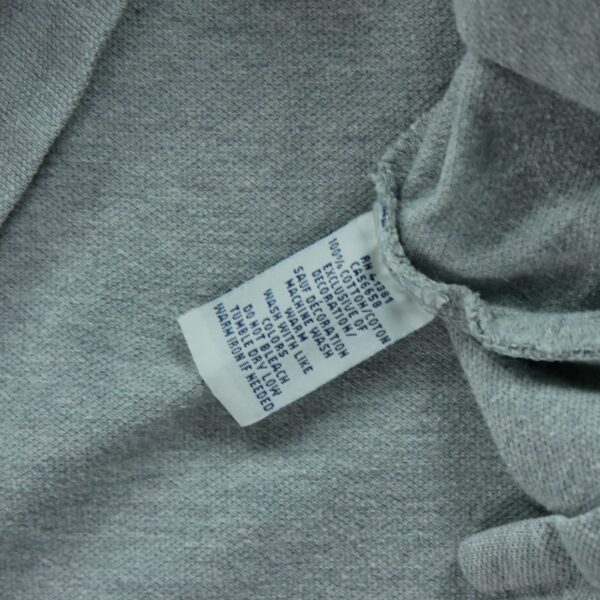 RN 41381
CA56658
100% COTTON/COTON
EXCLUSIVE OF
DECORATION/
SAUF DÉCORATION
MACHINE WASH
WARM
WASH WITH LIKE
COLORS
DO NOT BLEACH
TUMBLE DRY LOW
WARM IRON IF NEEDED